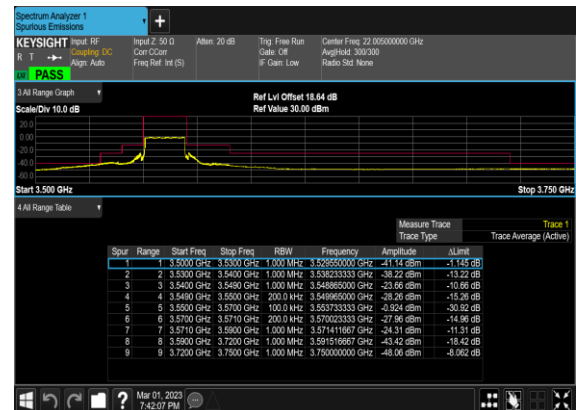 Spectrum Analyzer 1
Spurious Emissions
+
KEYSIGHT Input: RF Input Z: 50 Ω Atten: 20 dB Trig: Free Run Center Freq: 22.005000000 GHz
R T Coupling: DC Corr CCorr Gate: Off Avg|Hold: 300/300
Align: Auto Freq Ref: Int (S) IF Gain: Low Radio Std: None
PASS
3 All Range Graph
Ref Lvl Offset 18.64 dB
Scale/Div 10.0 dB Ref Value 30.00 dBm
20.0
0.00
-20.0
-40.0
-60.0
Start 3.500 GHz Stop 3.750 GHz
4 All Range Table
Measure Trace Trace 1
Trace Type Trace Average (Active)
Spur Range Start Freq Stop Freq RBW Frequency Amplitude ΔLimit
1 1 3.5000 GHz 3.5300 GHz 1.000 MHz 3.529550000 GHz -41.14 dBm -1.145 dB
2 2 3.5300 GHz 3.5400 GHz 1.000 MHz 3.538233333 GHz -38.22 dBm -13.22 dB
3 3 3.5400 GHz 3.5490 GHz 1.000 MHz 3.548865000 GHz -23.66 dBm -10.66 dB
4 4 3.5490 GHz 3.5500 GHz 200.0 kHz 3.549965000 GHz -28.26 dBm -15.26 dB
5 5 3.5500 GHz 3.5700 GHz 100.0 kHz 3.553733333 GHz -0.924 dBm -30.92 dB
6 6 3.5700 GHz 3.5710 GHz 200.0 kHz 3.570023333 GHz -27.96 dBm -14.96 dB
7 7 3.5710 GHz 3.5900 GHz 1.000 MHz 3.571411667 GHz -24.31 dBm -11.31 dB
8 8 3.5900 GHz 3.7200 GHz 1.000 MHz 3.591516667 GHz -43.42 dBm -18.42 dB
9 9 3.7200 GHz 3.7500 GHz 1.000 MHz 3.750000000 GHz -48.06 dBm -8.062 dB
? Mar 01, 2023
7:42:07 PM